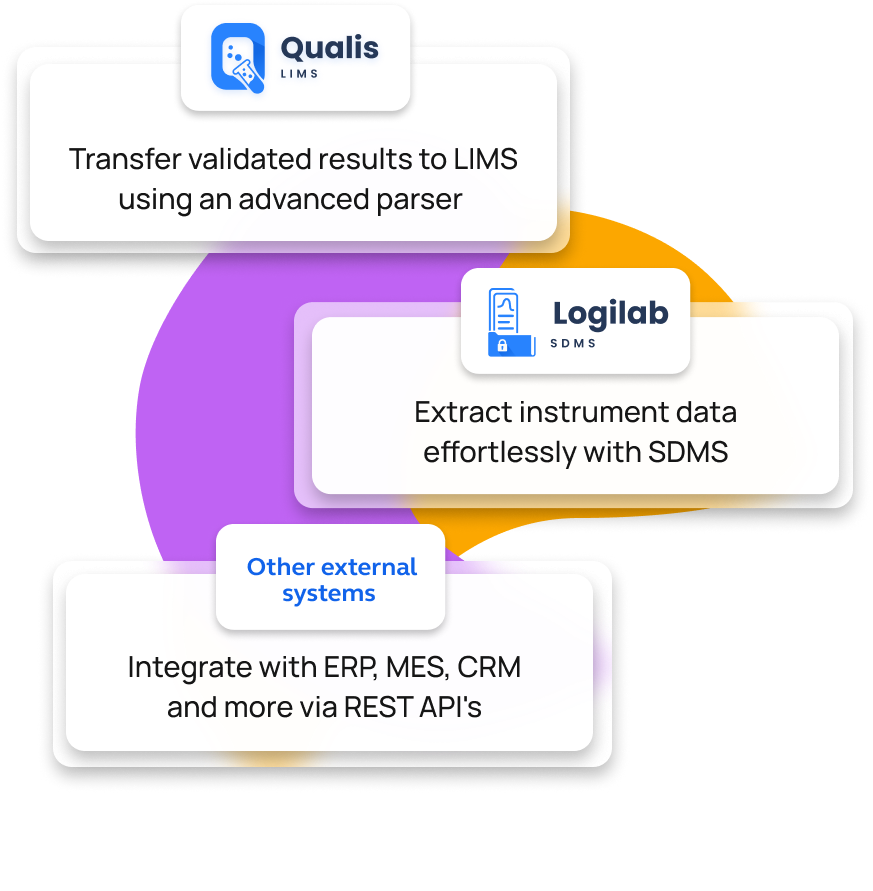 Qualis
LIMS
Transfer validated results to LIMS
using an advanced parser
Logilab
SDMS
Extract instrument data
effortlessly with SDMS
Other external
systems
Integrate with ERP, MES, CRM
and more via REST API's